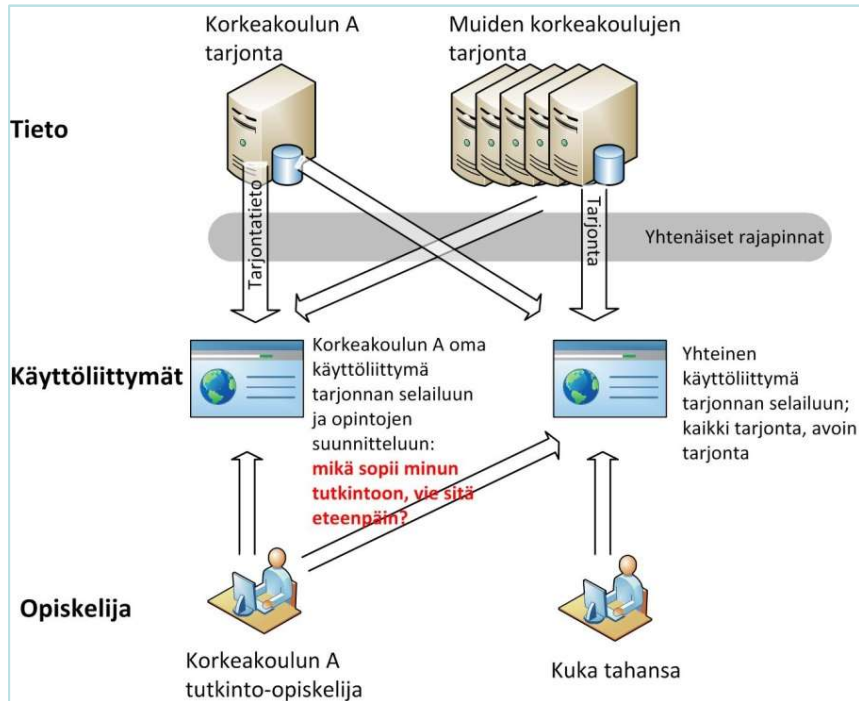 Korkeakoulun A
tarjonta
Muiden korkeakoulujen
tarjonta
Tieto
Tarjontatieto
Tarjonta
Yhtenäiset rajapinnat
Käyttöliittymät
Korkeakoulun A oma
käyttöliittymä
tarjonnan selailuun
ja opintojen
suunnitteluun:
mikä sopii minun
tutkintoon, vie sitä
eteenpäin?
Yhteinen
käyttöliittymä
tarjonnan selailuun;
kaikki tarjonta, avoin
tarjonta
Opiskelija
Korkeakoulun A
tutkinto-opiskelija
Kuka tahansa